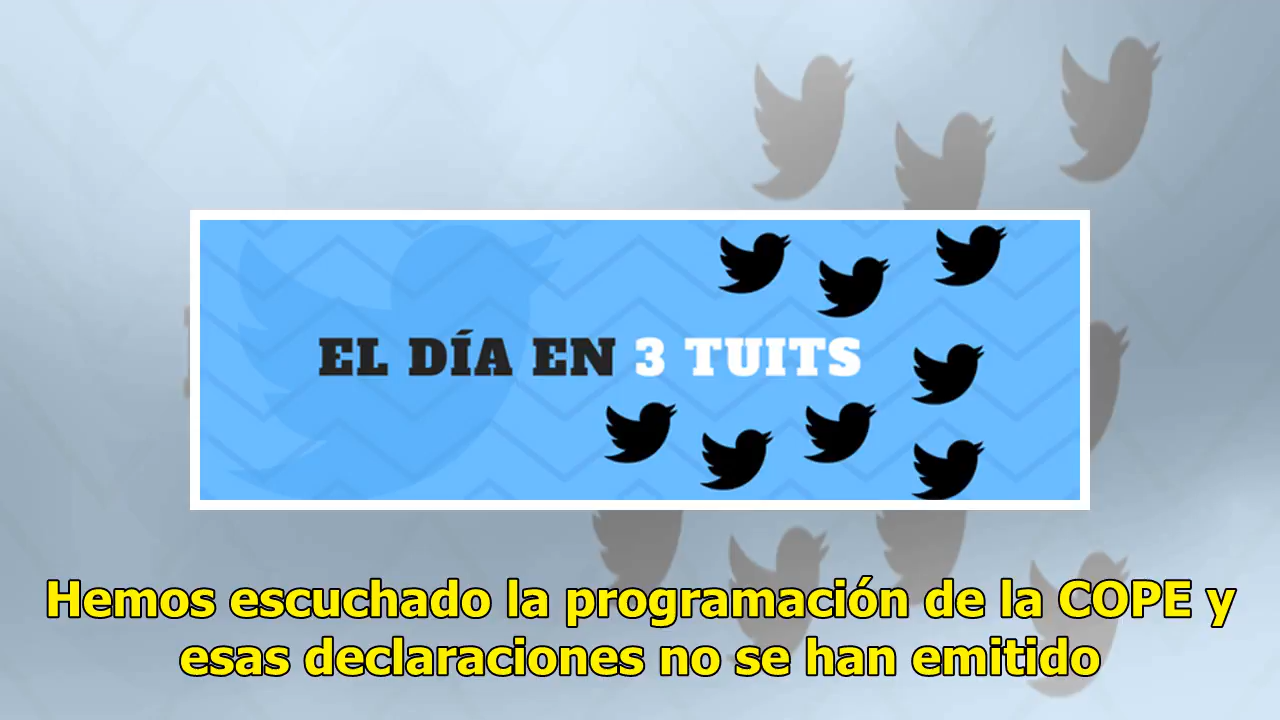 EL DÍA EN 3 TUITS
Hemos escuchado la programación de la COPE y
esas declaraciones no se han emitido